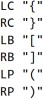 LC "{"
RC "}"
LB "["
RB "]"
LP "("
RP ")"